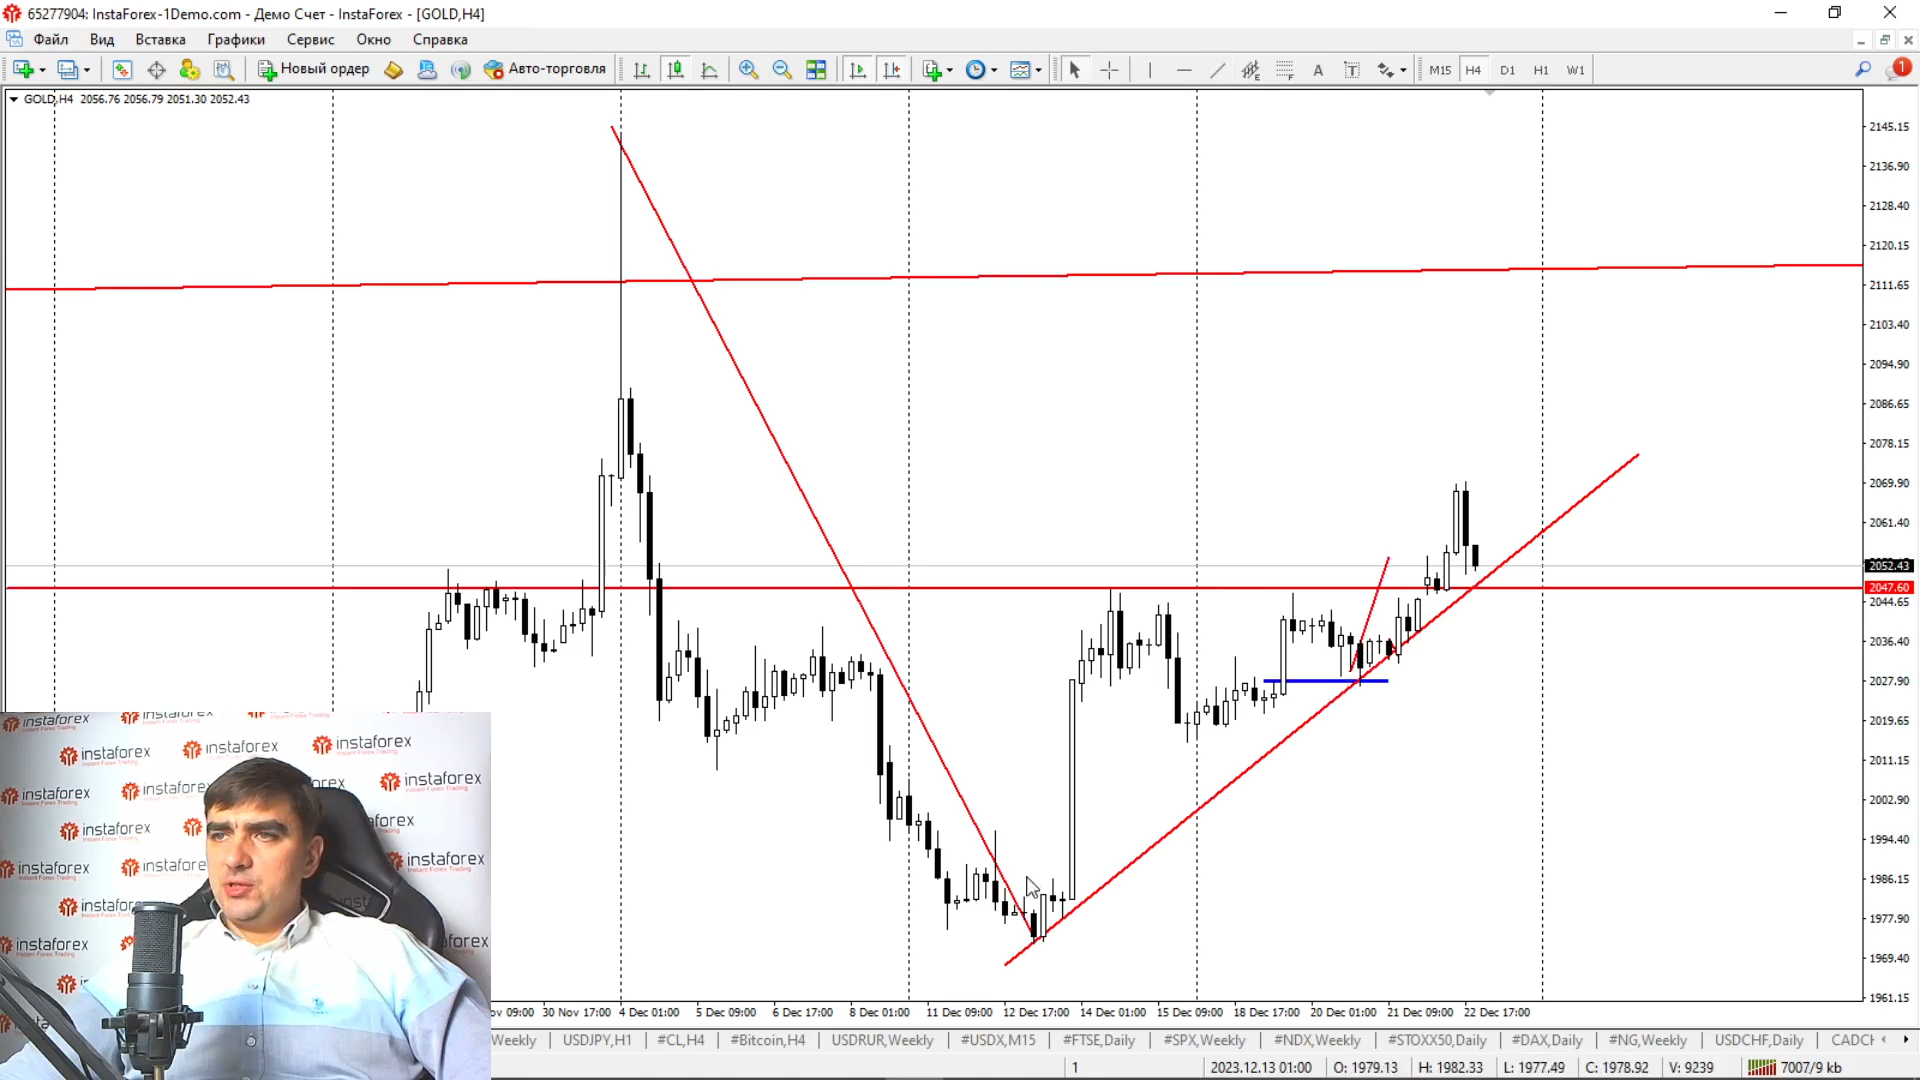 65277904: InstaForex-1Demo.com - Демо Счет - InstaForex - [GOLD,H4]
Файл Вид Вставка Графики Сервис Окно Справка
Новый ордер Авто-торговля A T M15 H4 D1 H1 W1 1
GOLD,H4 2056.76 2056.79 2051.30 2052.43
2145.15
2136.90
2128.40
2120.15
2111.65
2103.40
2094.90
2086.65
2078.15
2069.90
2061.40
2052.43
2047.60
2044.65
2036.40
2027.90
2019.65
2011.15
2002.90
1994.40
1986.15
1977.90
1969.40
1961.15
instaforex
Instant Forex Trading
09:00 30 Nov 17:00 4 Dec 01:00 5 Dec 09:00 6 Dec 17:00 8 Dec 01:00 11 Dec 09:00 12 Dec 17:00 14 Dec 01:00 15 Dec 09:00 18 Dec 17:00 20 Dec 01:00 21 Dec 09:00 22 Dec 17:00
Weekly USDJPY,H1 #CL,H4 #Bitcoin,H4 USDRUR,Weekly #USDX,M15 #FTSE,Daily #SPX,Weekly #NDX,Weekly #STOXX50,Daily #DAX,Daily #NG,Weekly USDCHF,Daily
1 2023.12.13 01:00 O: 1979.13 H: 1982.33 L: 1977.49 C: 1978.92 V: 9239 7007/9 kb